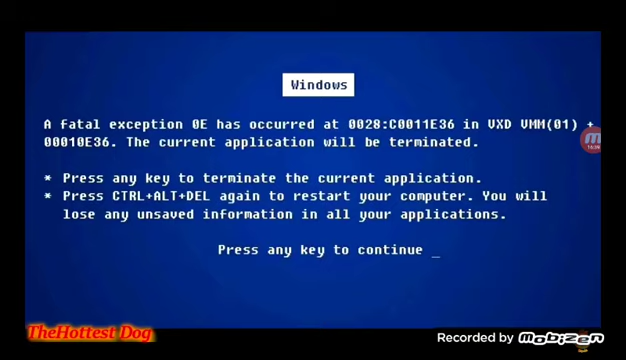 Windows
A fatal exception 0E has occurred at 0028:C0011E36 in VXD VMM(01) +
00010E36. The current application will be terminated.
* Press any key to terminate the current application.
* Press CTRL+ALT+DEL again to restart your computer. You will
lose any unsaved information in all your applications.
Press any key to continue _
TheHottest Dog
Recorded by mobizen